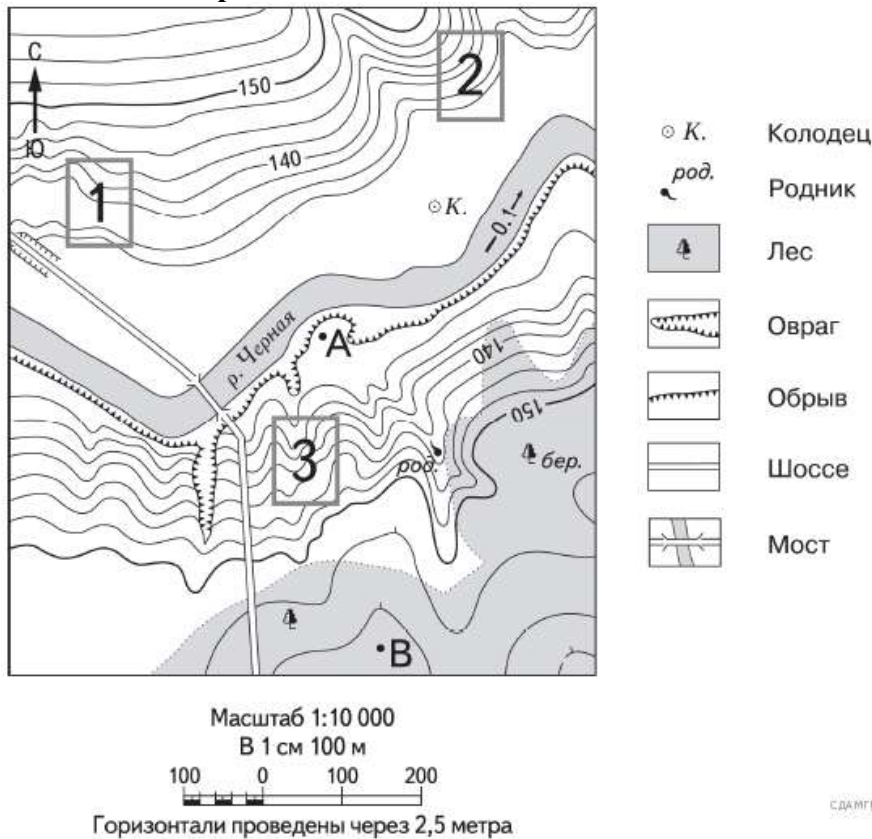 С
2
150
Ю
К.
Колодец
140
род.
Родник
1
К.
0.1
Лес
р. Черная
А
Овраг
140
Обрыв
150
3
род.
бер.
Шоссе
Мост
В
Масштаб 1:10 000
В 1 см 100 м
100 0 100 200
Горизонтали проведены через 2,5 метра